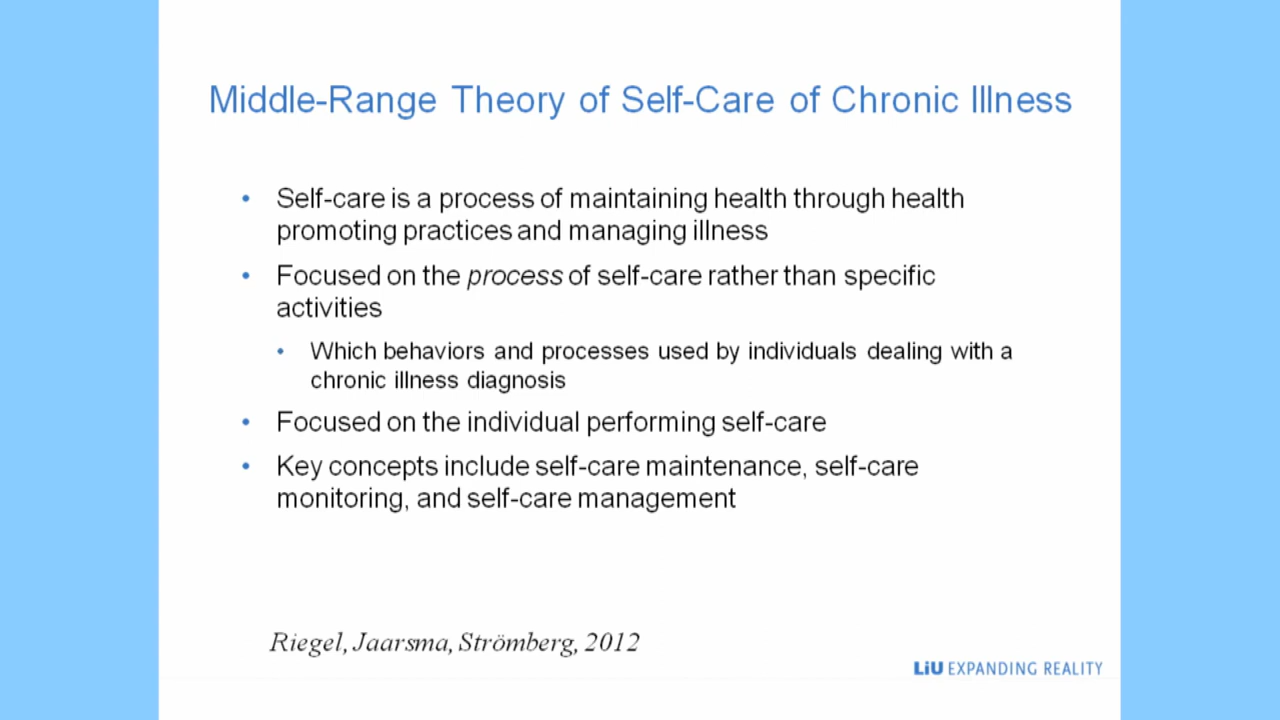 Middle-Range Theory of Self-Care of Chronic Illness
• Self-care is a process of maintaining health through health
promoting practices and managing illness
• Focused on the process of self-care rather than specific
activities
• Which behaviors and processes used by individuals dealing with a
chronic illness diagnosis
• Focused on the individual performing self-care
• Key concepts include self-care maintenance, self-care
monitoring, and self-care management
Riegel, Jaarsma, Strömberg, 2012
LiU EXPANDING REALITY